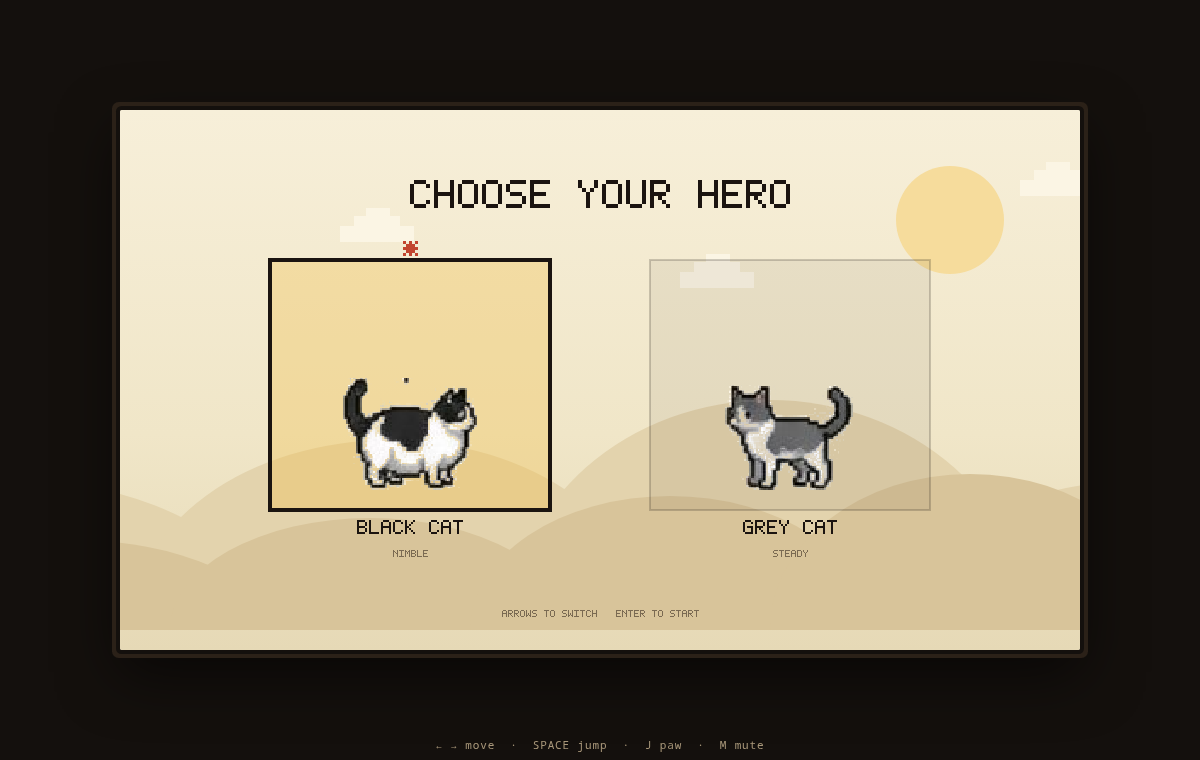 CHOOSE YOUR HERO
BLACK CAT
GREY CAT
NIMBLE
STEADY
ARROWS TO SWITCH ENTER TO START
← → move · SPACE jump · J paw · M mute